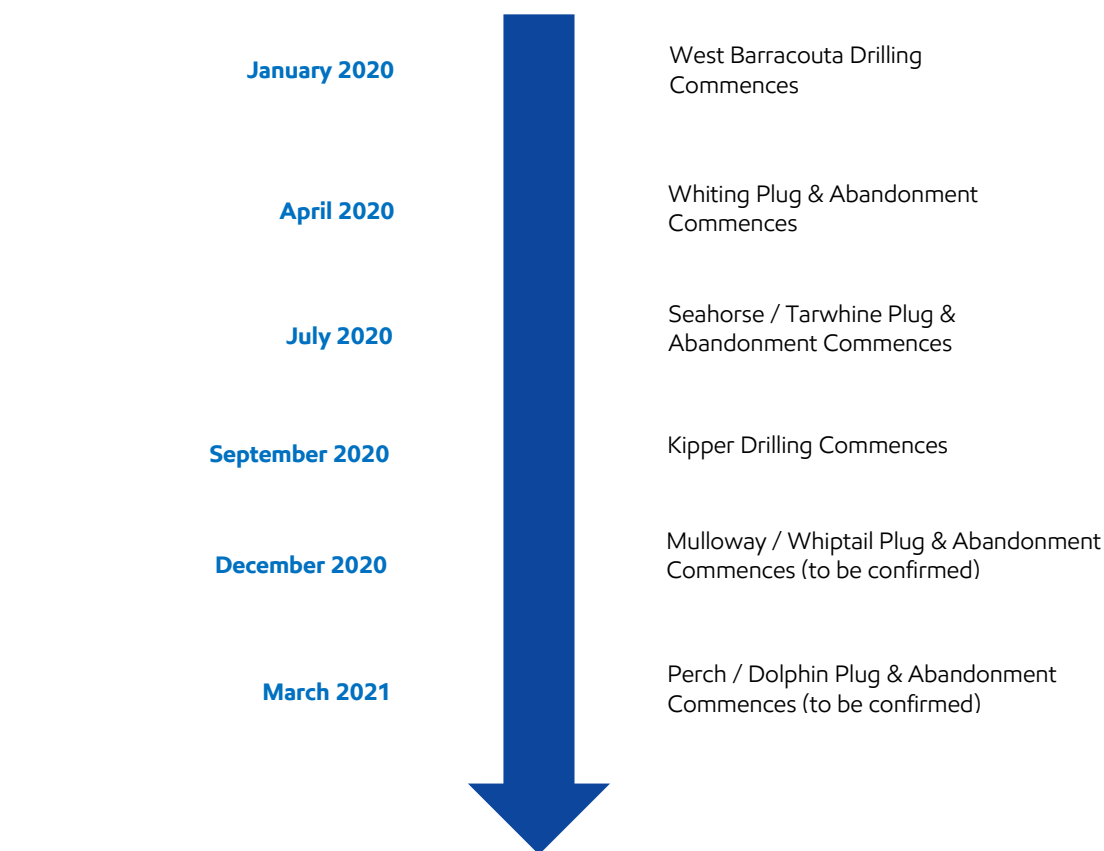 January 2020
West Barracouta Drilling
Commences
April 2020
Whiting Plug & Abandonment
Commences
July 2020
Seahorse / Tarwhine Plug &
Abandonment Commences
September 2020
Kipper Drilling Commences
December 2020
Mulloway / Whiptail Plug & Abandonment
Commences (to be confirmed)
March 2021
Perch / Dolphin Plug & Abandonment
Commences (to be confirmed)